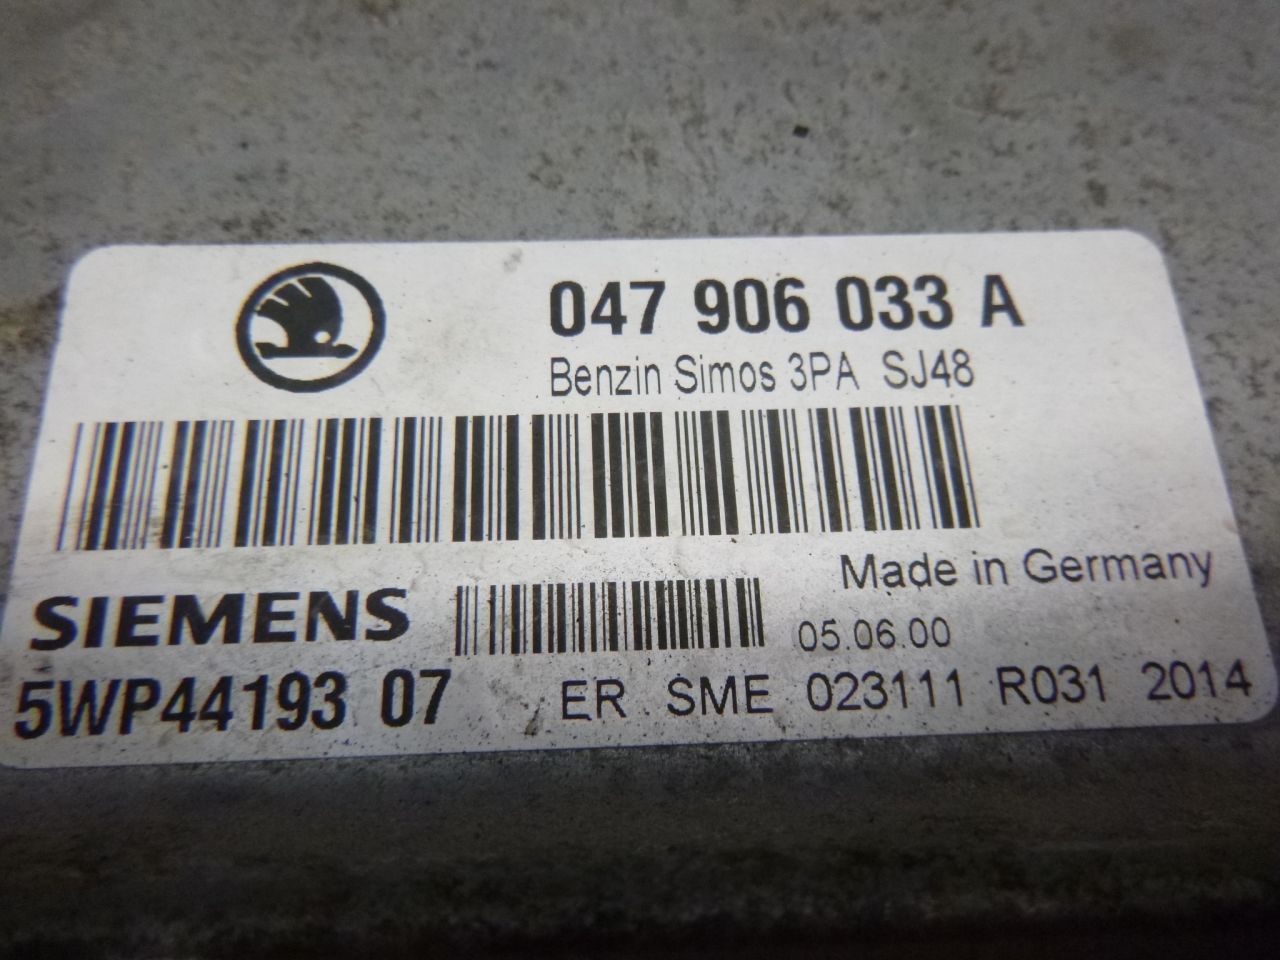 047 906 033 A
Benzin Simos 3PA SJ48
Made in Germany
SIEMENS
05.06.00
5WP44193 07
ER SME 023111 R031 2014